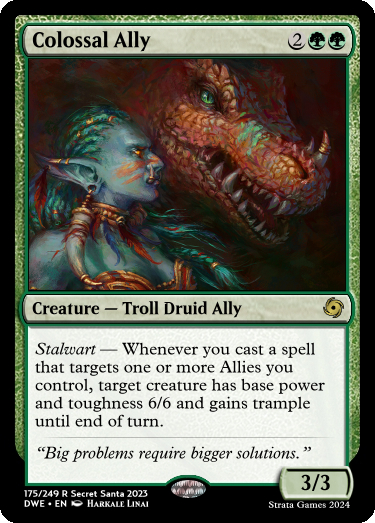 Colossal Ally 2
Creature — Troll Druid Ally
Stalwart — Whenever you cast a spell
that targets one or more Allies you
control, target creature has base power
and toughness 6/6 and gains trample
until end of turn.
“Big problems require bigger solutions.”
3/3
175/249 R Secret Santa 2023
DWE • EN Harkale Linai
Strata Games 2024